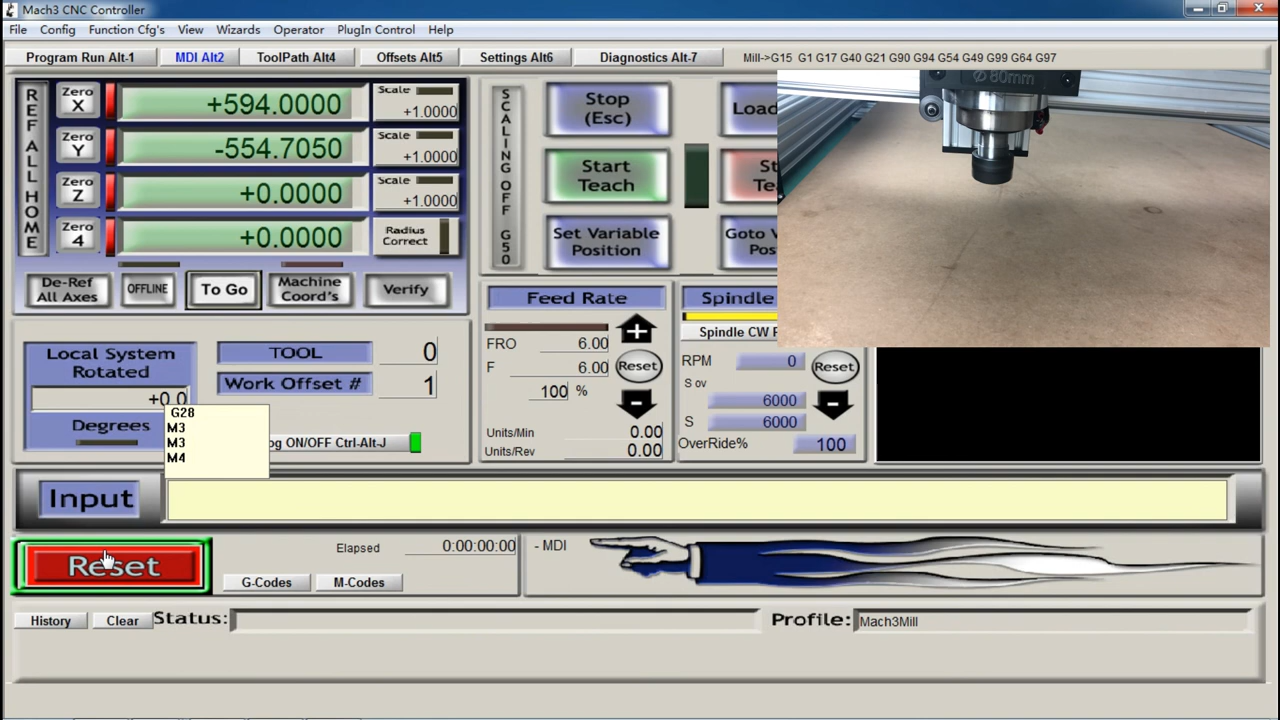 Mach3 CNC Controller
File Config Function Cfg's View Wizards Operator PlugIn Control Help
Program Run Alt-1 MDI Alt2 ToolPath Alt4 Offsets Alt5 Settings Alt6 Diagnostics Alt-7 Mill->G15 G1 G17 G40 G21 G90 G94 G54 G49 G99 G64 G97
REF ALL HOME
Zero X +594.0000 Scale +1.0000
Zero Y -554.7050 Scale +1.0000
Zero Z +0.0000 Scale +1.0000
Zero 4 +0.0000 Radius Correct
De-Ref All Axes OFFLINE To Go Machine Coord's Verify
SCALING OFF G50
Stop (Esc) Load
Start Teach St Te
Set Variable Position Goto V Pos
Ø 80mm
Local System Rotated
+0.0
Degrees
TOOL 0
Work Offset # 1
og ON/OFF Ctrl-Alt-J
G28
M3
M3
M4
Feed Rate
FRO 6.00
F 6.00
Reset
100 %
Units/Min 0.00
Units/Rev 0.00
Spindle
Spindle CW F
RPM 0
Reset
S ov 6000
S 6000
OverRide% 100
Input
Reset
Elapsed 0:00:00:00
G-Codes M-Codes
- MDI
History Clear Status: Profile: Mach3Mill